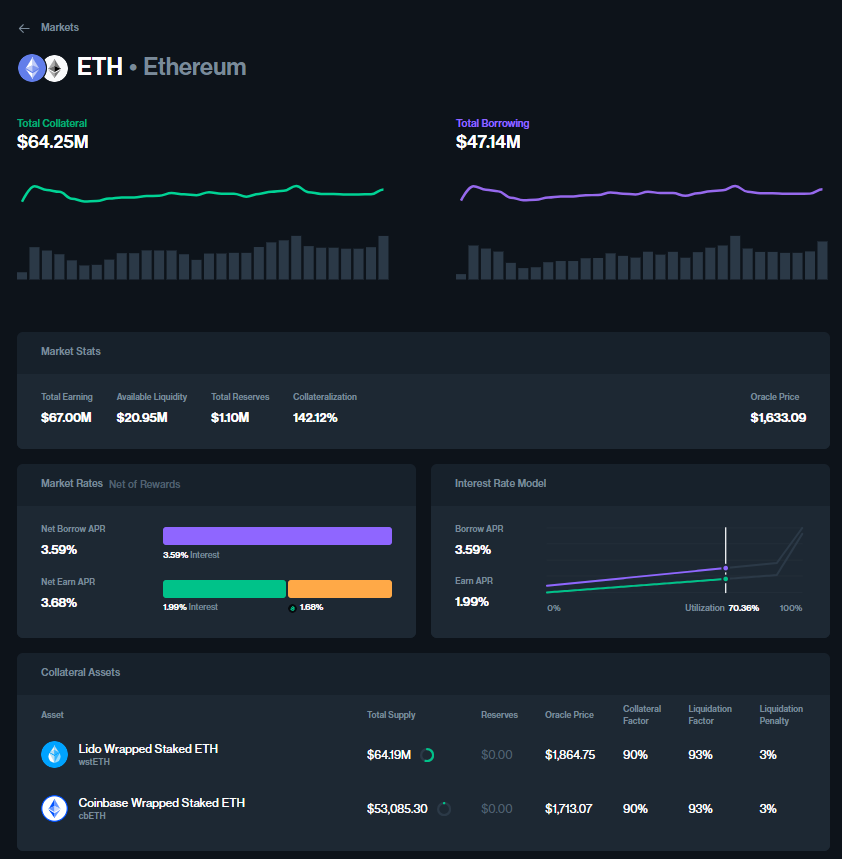 ← Markets
ETH • Ethereum
Total Collateral
$64.25M
Total Borrowing
$47.14M
Market Stats
Total Earning Available Liquidity Total Reserves Collateralization Oracle Price
$67.00M $20.95M $1.10M 142.12% $1,633.09
Market Rates Net of Rewards
Net Borrow APR
3.59%
3.59% Interest
Net Earn APR
3.68%
1.99% Interest 1.68%
Interest Rate Model
Borrow APR
3.59%
Earn APR
1.99%
0% Utilization 70.36% 100%
Collateral Assets
Asset Total Supply Reserves Oracle Price Collateral Factor Liquidation Factor Liquidation Penalty
Lido Wrapped Staked ETH
wstETH
$64.19M $0.00 $1,864.75 90% 93% 3%
Coinbase Wrapped Staked ETH
cbETH
$53,085.30 $0.00 $1,713.07 90% 93% 3%